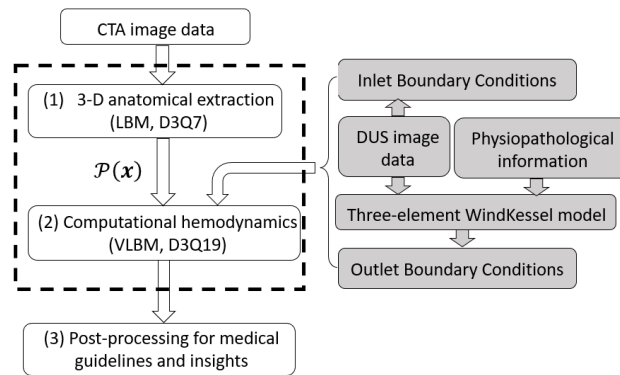 CTA image data
(1) 3-D anatomical extraction
(LBM, D3Q7)
𝒫(𝒙)
(2) Computational hemodynamics
(VLBM, D3Q19)
(3) Post-processing for medical
guidelines and insights
Inlet Boundary Conditions
DUS image
data
Physiopathological
information
Three-element WindKessel model
Outlet Boundary Conditions